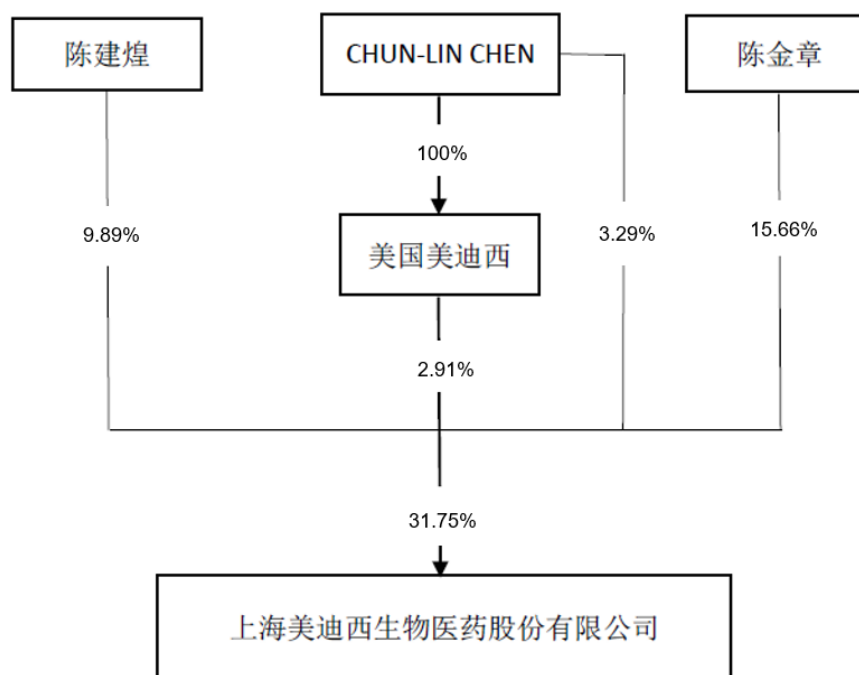 陈建煌
CHUN-LIN CHEN
陈金章
100%
9.89%
美国美迪西
3.29%
15.66%
2.91%
31.75%
上海美迪西生物医药股份有限公司